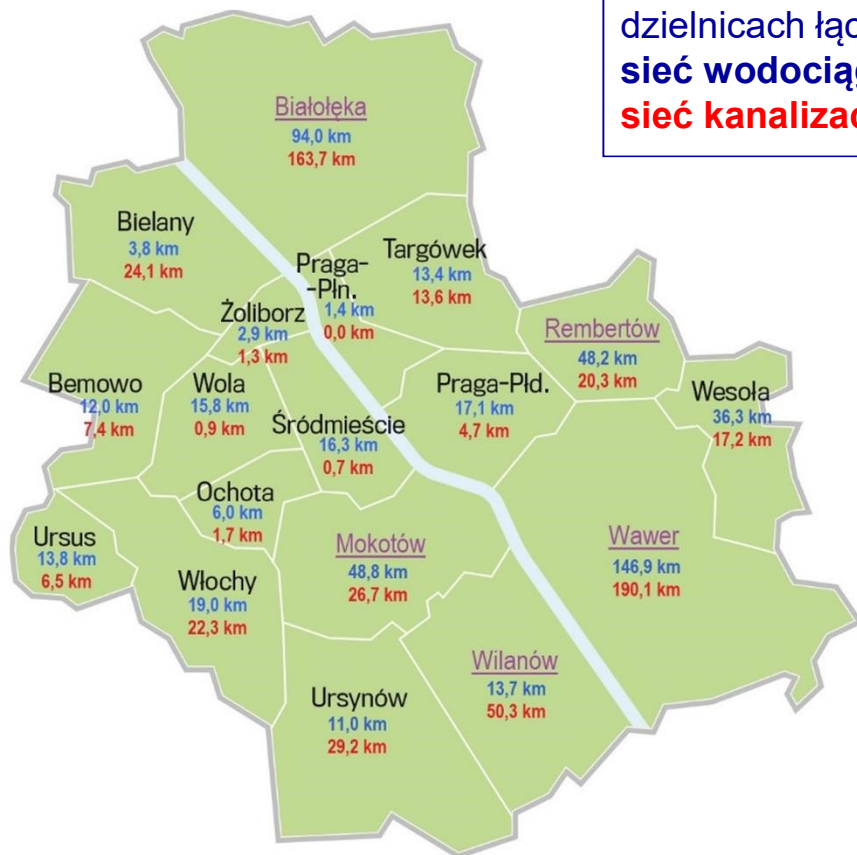 dzielnicach
sieć
sieć
Białołęka
94,0 km
163,7 km
Bielany
3,8 km
24,1 km
Targówek
13,4 km
13,6 km
Praga-
-Płn.
1,4 km
0,0 km
Żoliborz
2,9 km
1,3 km
Rembertów
48,2 km
20,3 km
Bemowo
12,0 km
7,4 km
Wola
15,8 km
0,9 km
Śródmieście
16,3 km
0,7 km
Praga-Płd.
17,1 km
4,7 km
Wesoła
36,3 km
17,2 km
Ochota
6,0 km
1,7 km
Ursus
13,8 km
6,5 km
Włochy
19,0 km
22,3 km
Mokotów
48,8 km
26,7 km
Wawer
146,9 km
190,1 km
Wilanów
13,7 km
50,3 km
Ursynów
11,0 km
29,2 km